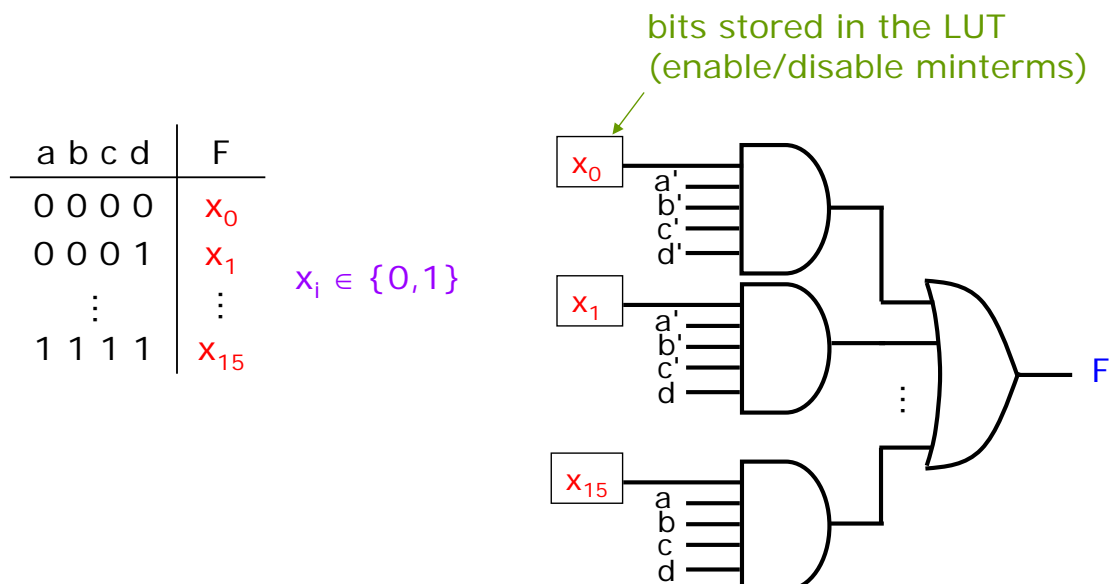 bits stored in the LUT
(enable/disable minterms)
a b c d F
0 0 0 0 x₀
0 0 0 1 x₁
⋮ ⋮
1 1 1 1 x₁₅
xᵢ ∈ {0,1}
x₀
a'
b'
c'
d'
x₁
a'
b'
c'
d
⋮
x₁₅
a
b
c
d
F